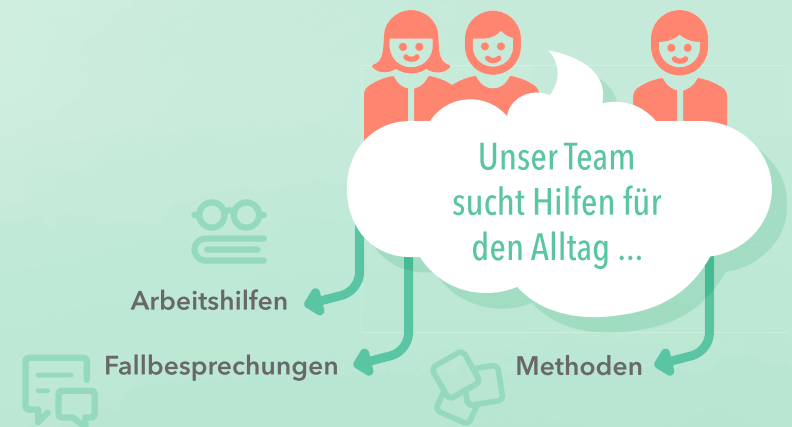 Unser Team
sucht Hilfen für
den Alltag ...
Arbeitshilfen
Fallbesprechungen
Methoden